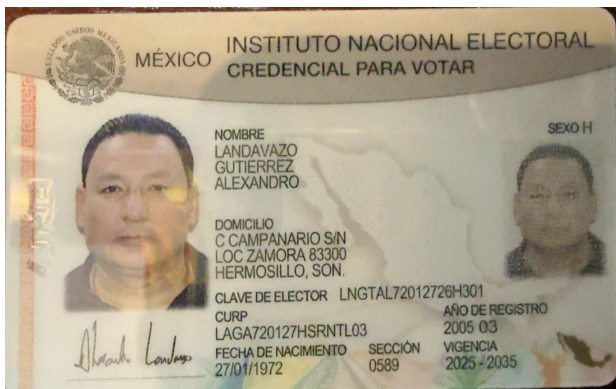 ESTADOS UNIDOS MEXICANOS
MÉXICO
INSTITUTO NACIONAL ELECTORAL
CREDENCIAL PARA VOTAR
NOMBRE
SEXO H
LANDAVAZO
GUTIERREZ
ALEXANDRO
DOMICILIO
C CAMPANARIO S/N
LOC ZAMORA 83300
HERMOSILLO, SON.
CLAVE DE ELECTOR LNGTAL72012726H301
CURP
AÑO DE REGISTRO
LAGA720127HSRNTL03
2005 03
FECHA DE NACIMIENTO SECCIÓN VIGENCIA
27/01/1972 0589 2025 - 2035